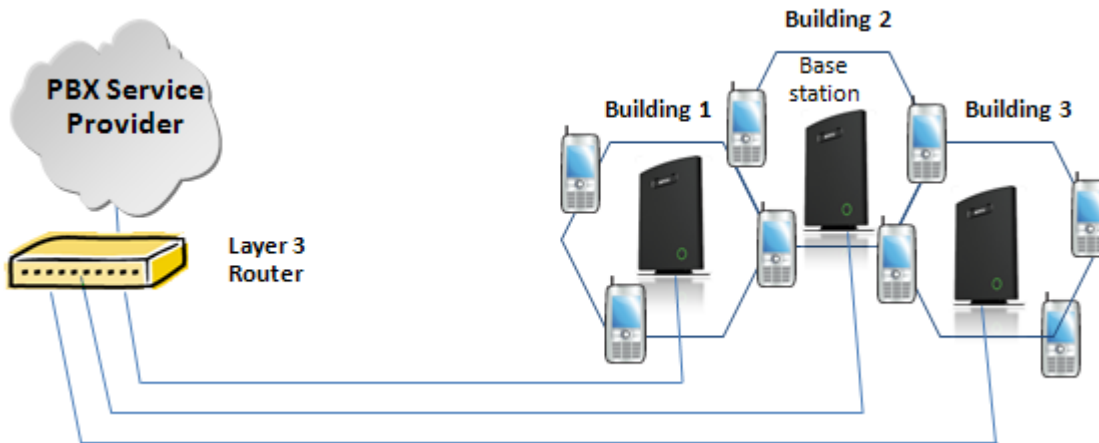 PBX Service
Provider
Layer 3
Router
Building 1
Building 2
Base
station
Building 3